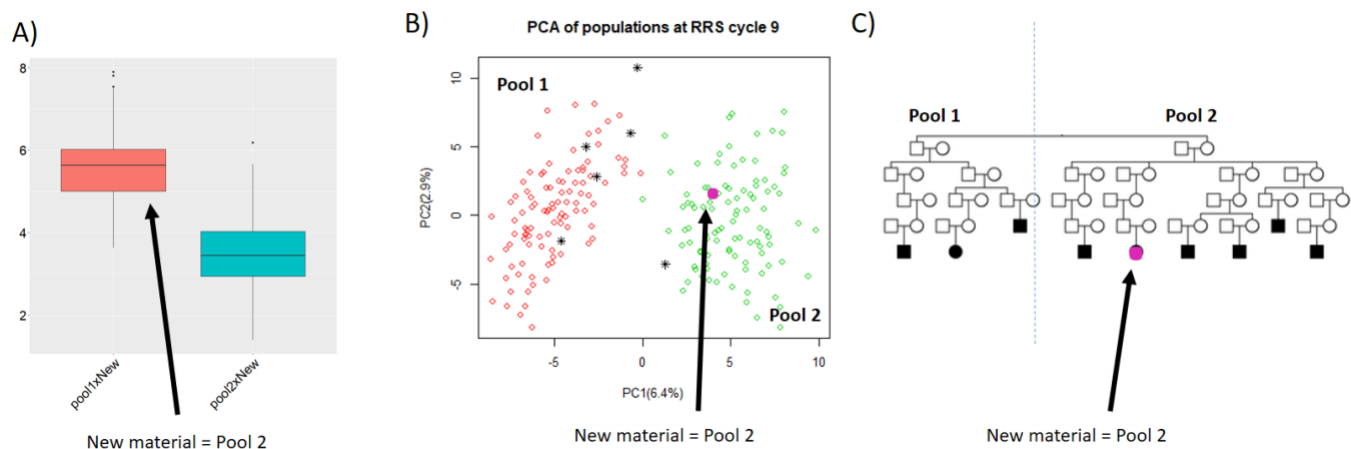 A)
8
6
4
2
pool1xNew
pool2xNew
New material = Pool 2
B)
PCA of populations at RRS cycle 9
Pool 1
Pool 2
PC2(2.9%)
10
5
0
-5
-5
0
5
10
PC1(6.4%)
New material = Pool 2
C)
Pool 1
Pool 2
New material = Pool 2